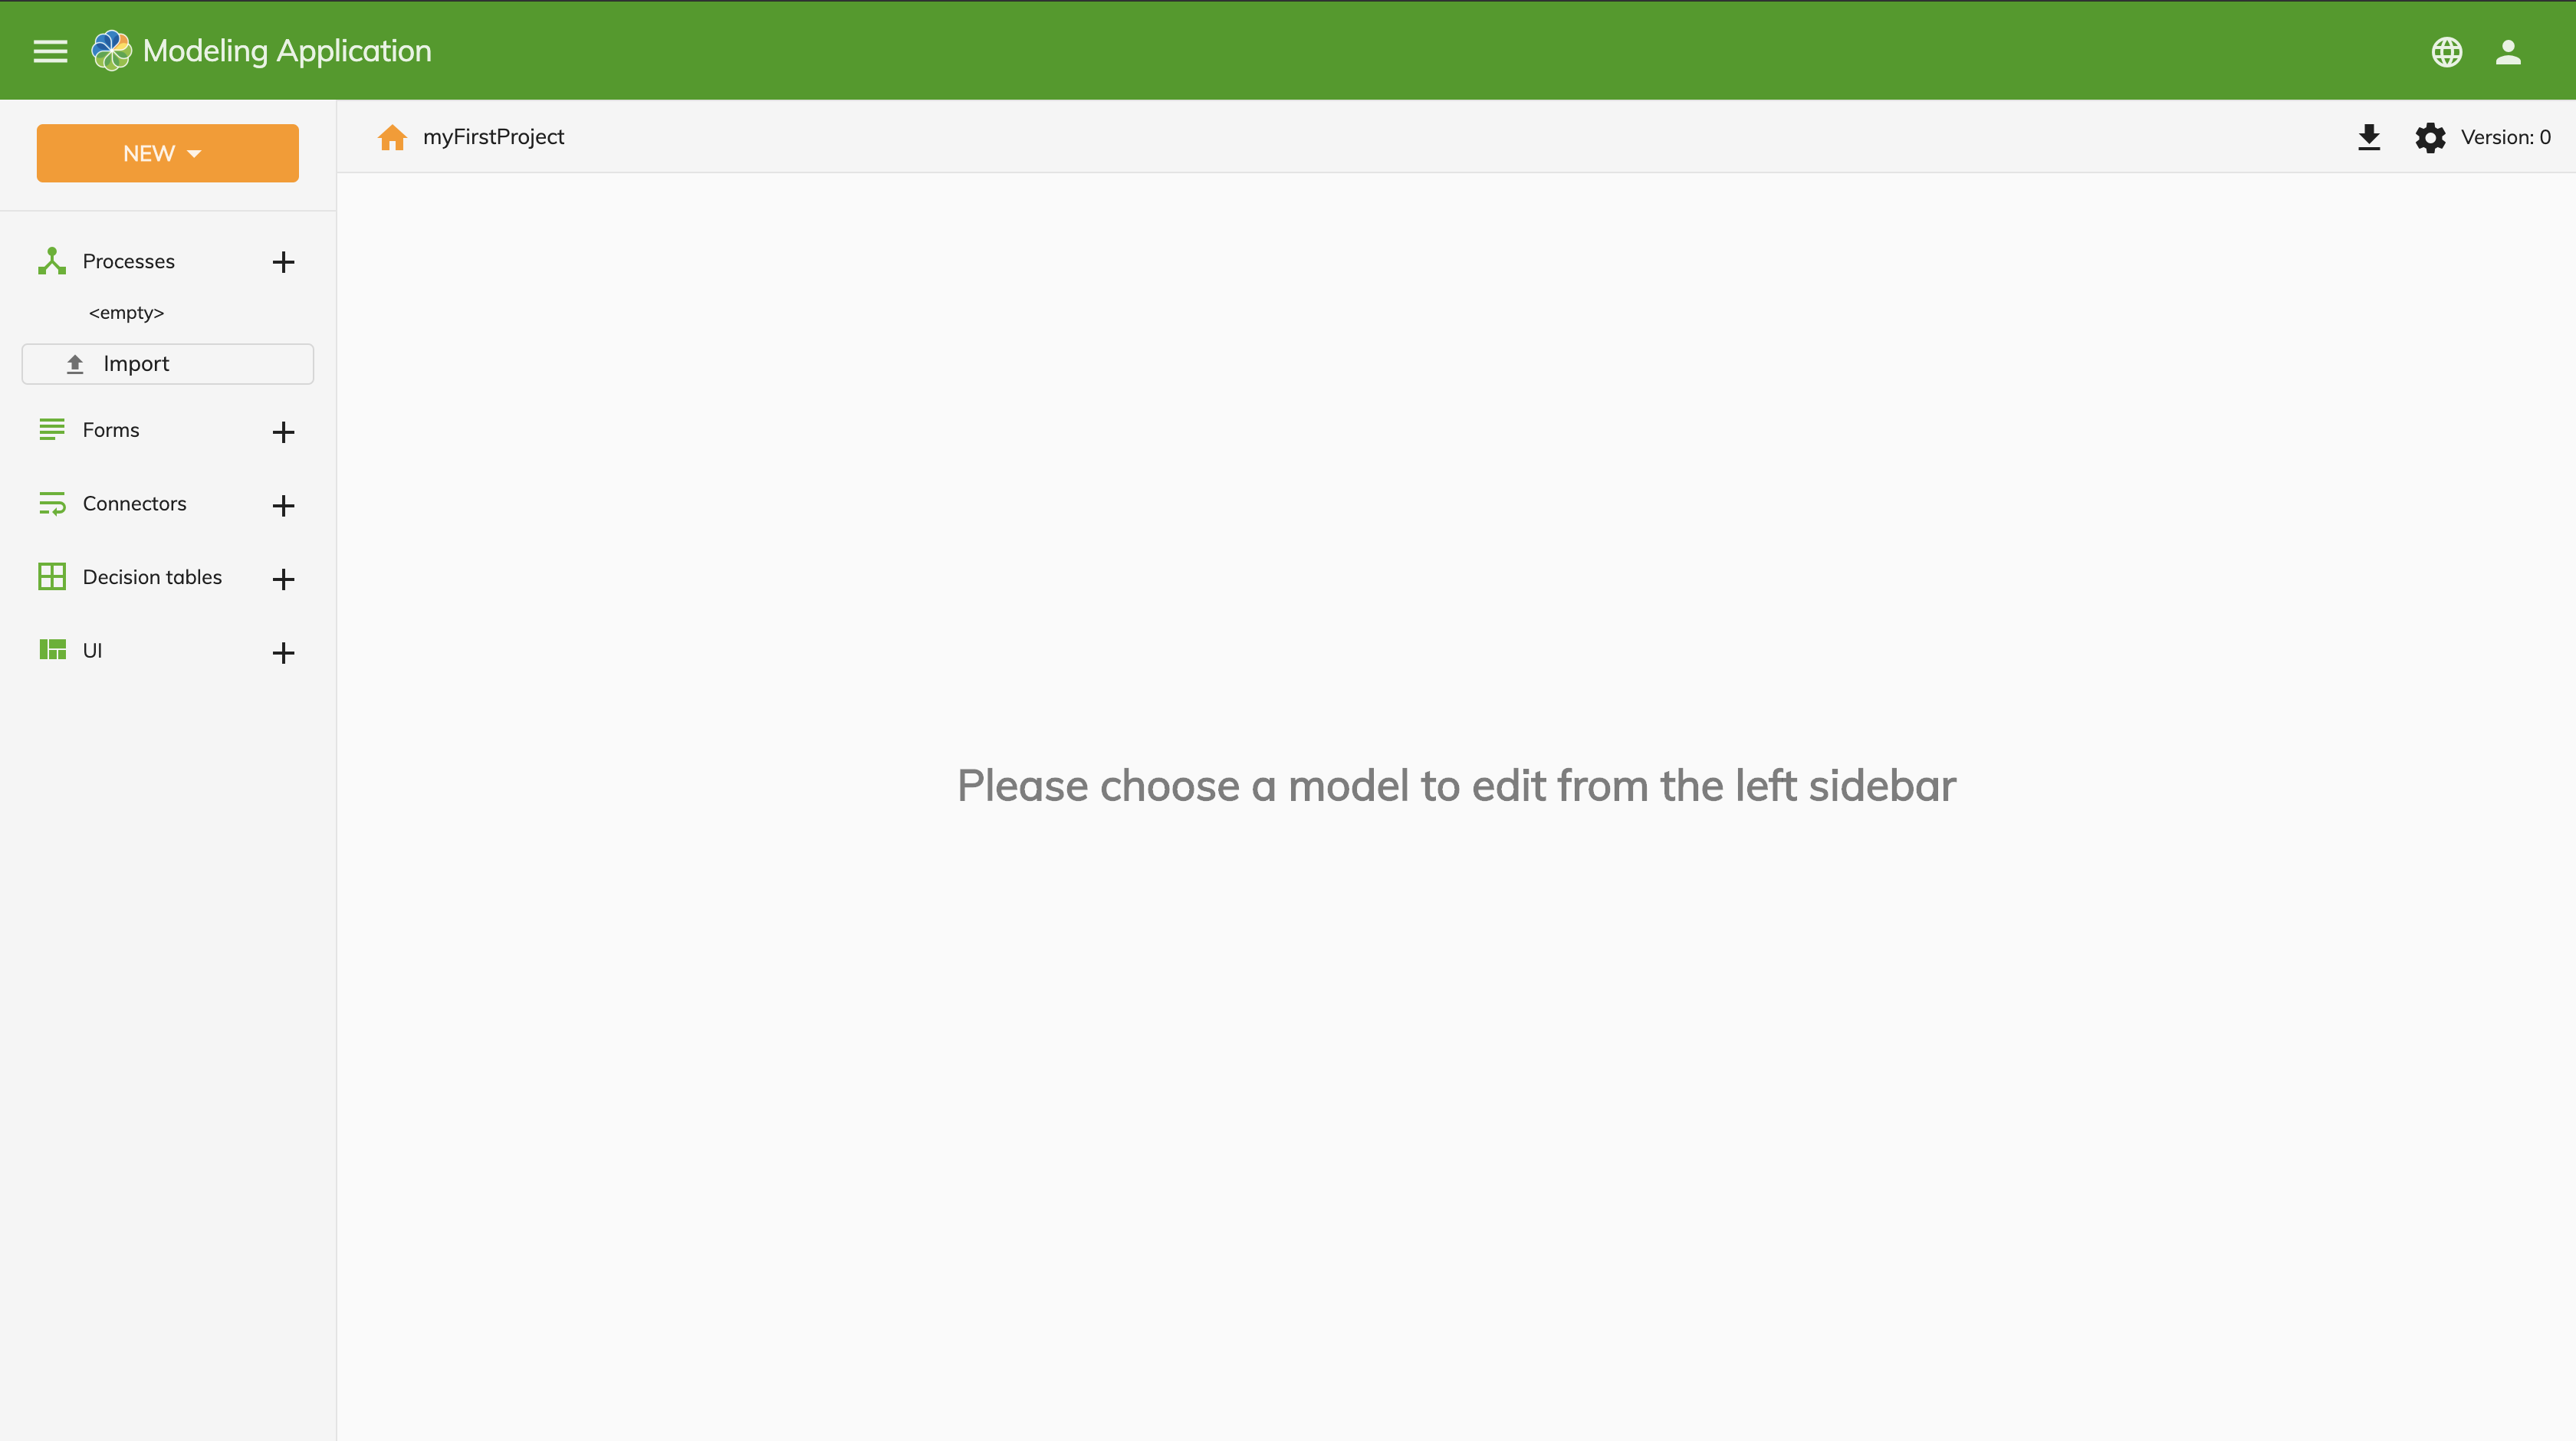 Modeling Application
NEW
myFirstProject
Version: 0
Processes
<empty>
Import
Forms
Connectors
Decision tables
UI
Please choose a model to edit from the left sidebar